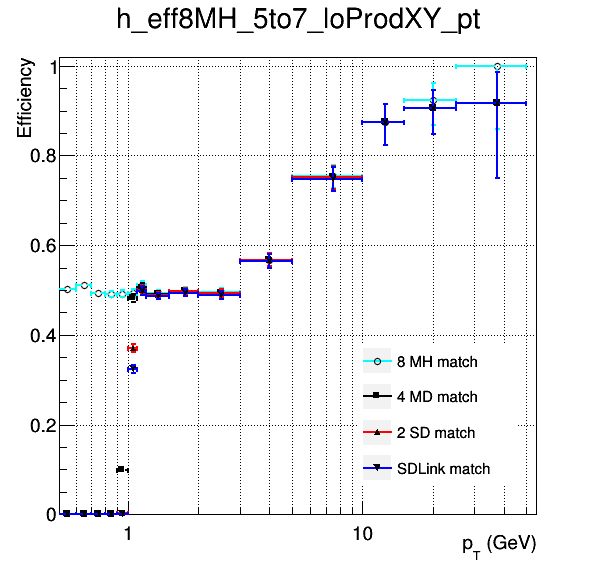 h_eff8MH_5to7_loProdXY_pt
Efficiency
1
0.8
0.6
0.4
0.2
0
8 MH match
4 MD match
2 SD match
SDLink match
1
10
p_T (GeV)